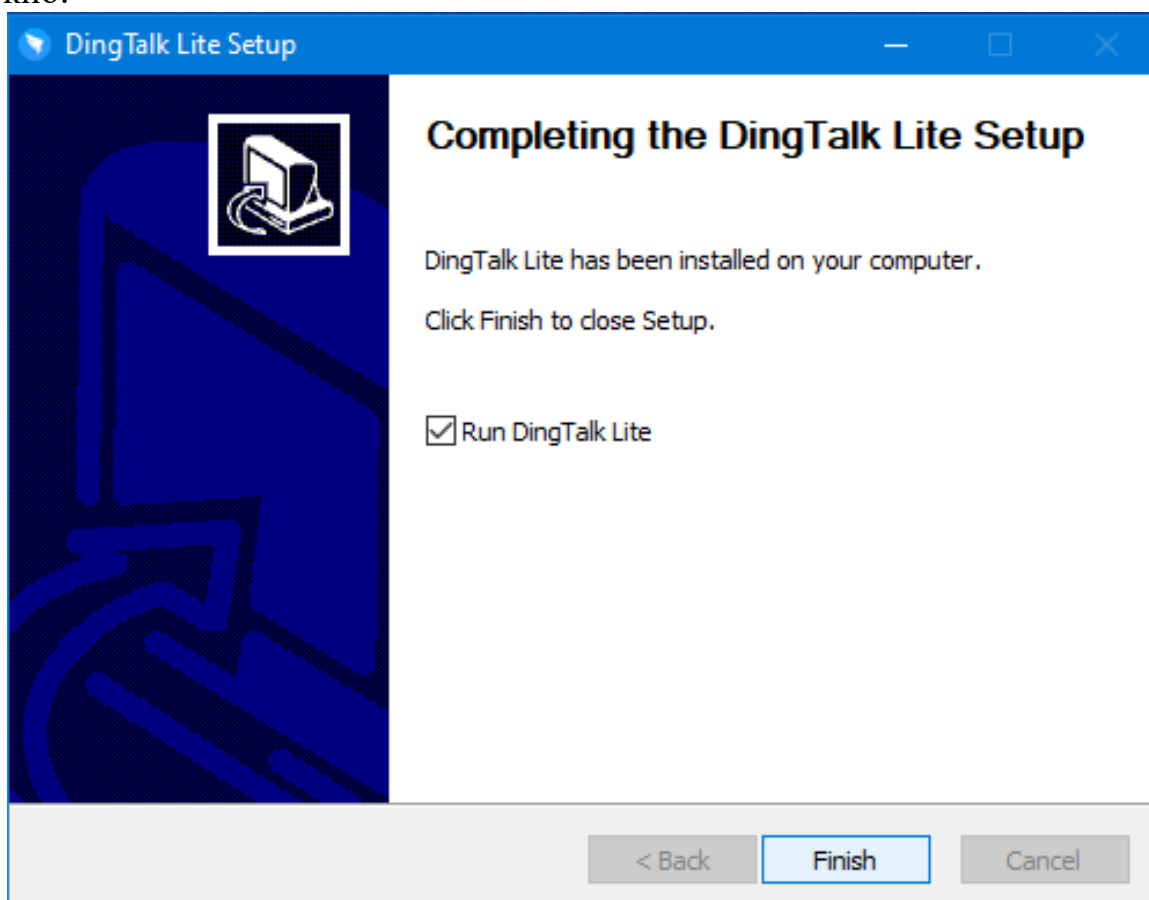 DingTalk Lite Setup
Completing the DingTalk Lite Setup
DingTalk Lite has been installed on your computer.
Click Finish to close Setup.
Run DingTalk Lite
< Back
Finish
Cancel